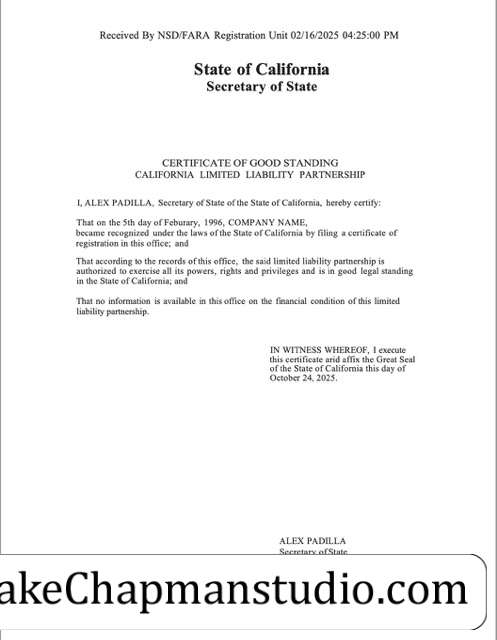 Received By NSD/FARA Registration Unit 02/16/2025 04:25:00 PM
State of California
Secretary of State
CERTIFICATE OF GOOD STANDING
CALIFORNIA LIMITED LIABILITY PARTNERSHIP
I, ALEX PADILLA, Secretary of State of the State of California, hereby certify:
That on the 5th day of Feburary, 1996, COMPANY NAME,
became recognized under the laws of the State of California by filing a certificate of
registration in this office; and
That according to the records of this office, the said limited liability partnership is
authorized to exercise all its powers, rights and privileges and is in good legal standing
in the State of California; and
That no information is available in this office on the financial condition of this limited
liability partnership.
IN WITNESS WHEREOF, I execute
this certificate arid affix the Great Seal
of the State of California this day of
October 24, 2025.
ALEX PADILLA
Secretary of State
akeChapmanstudio.com